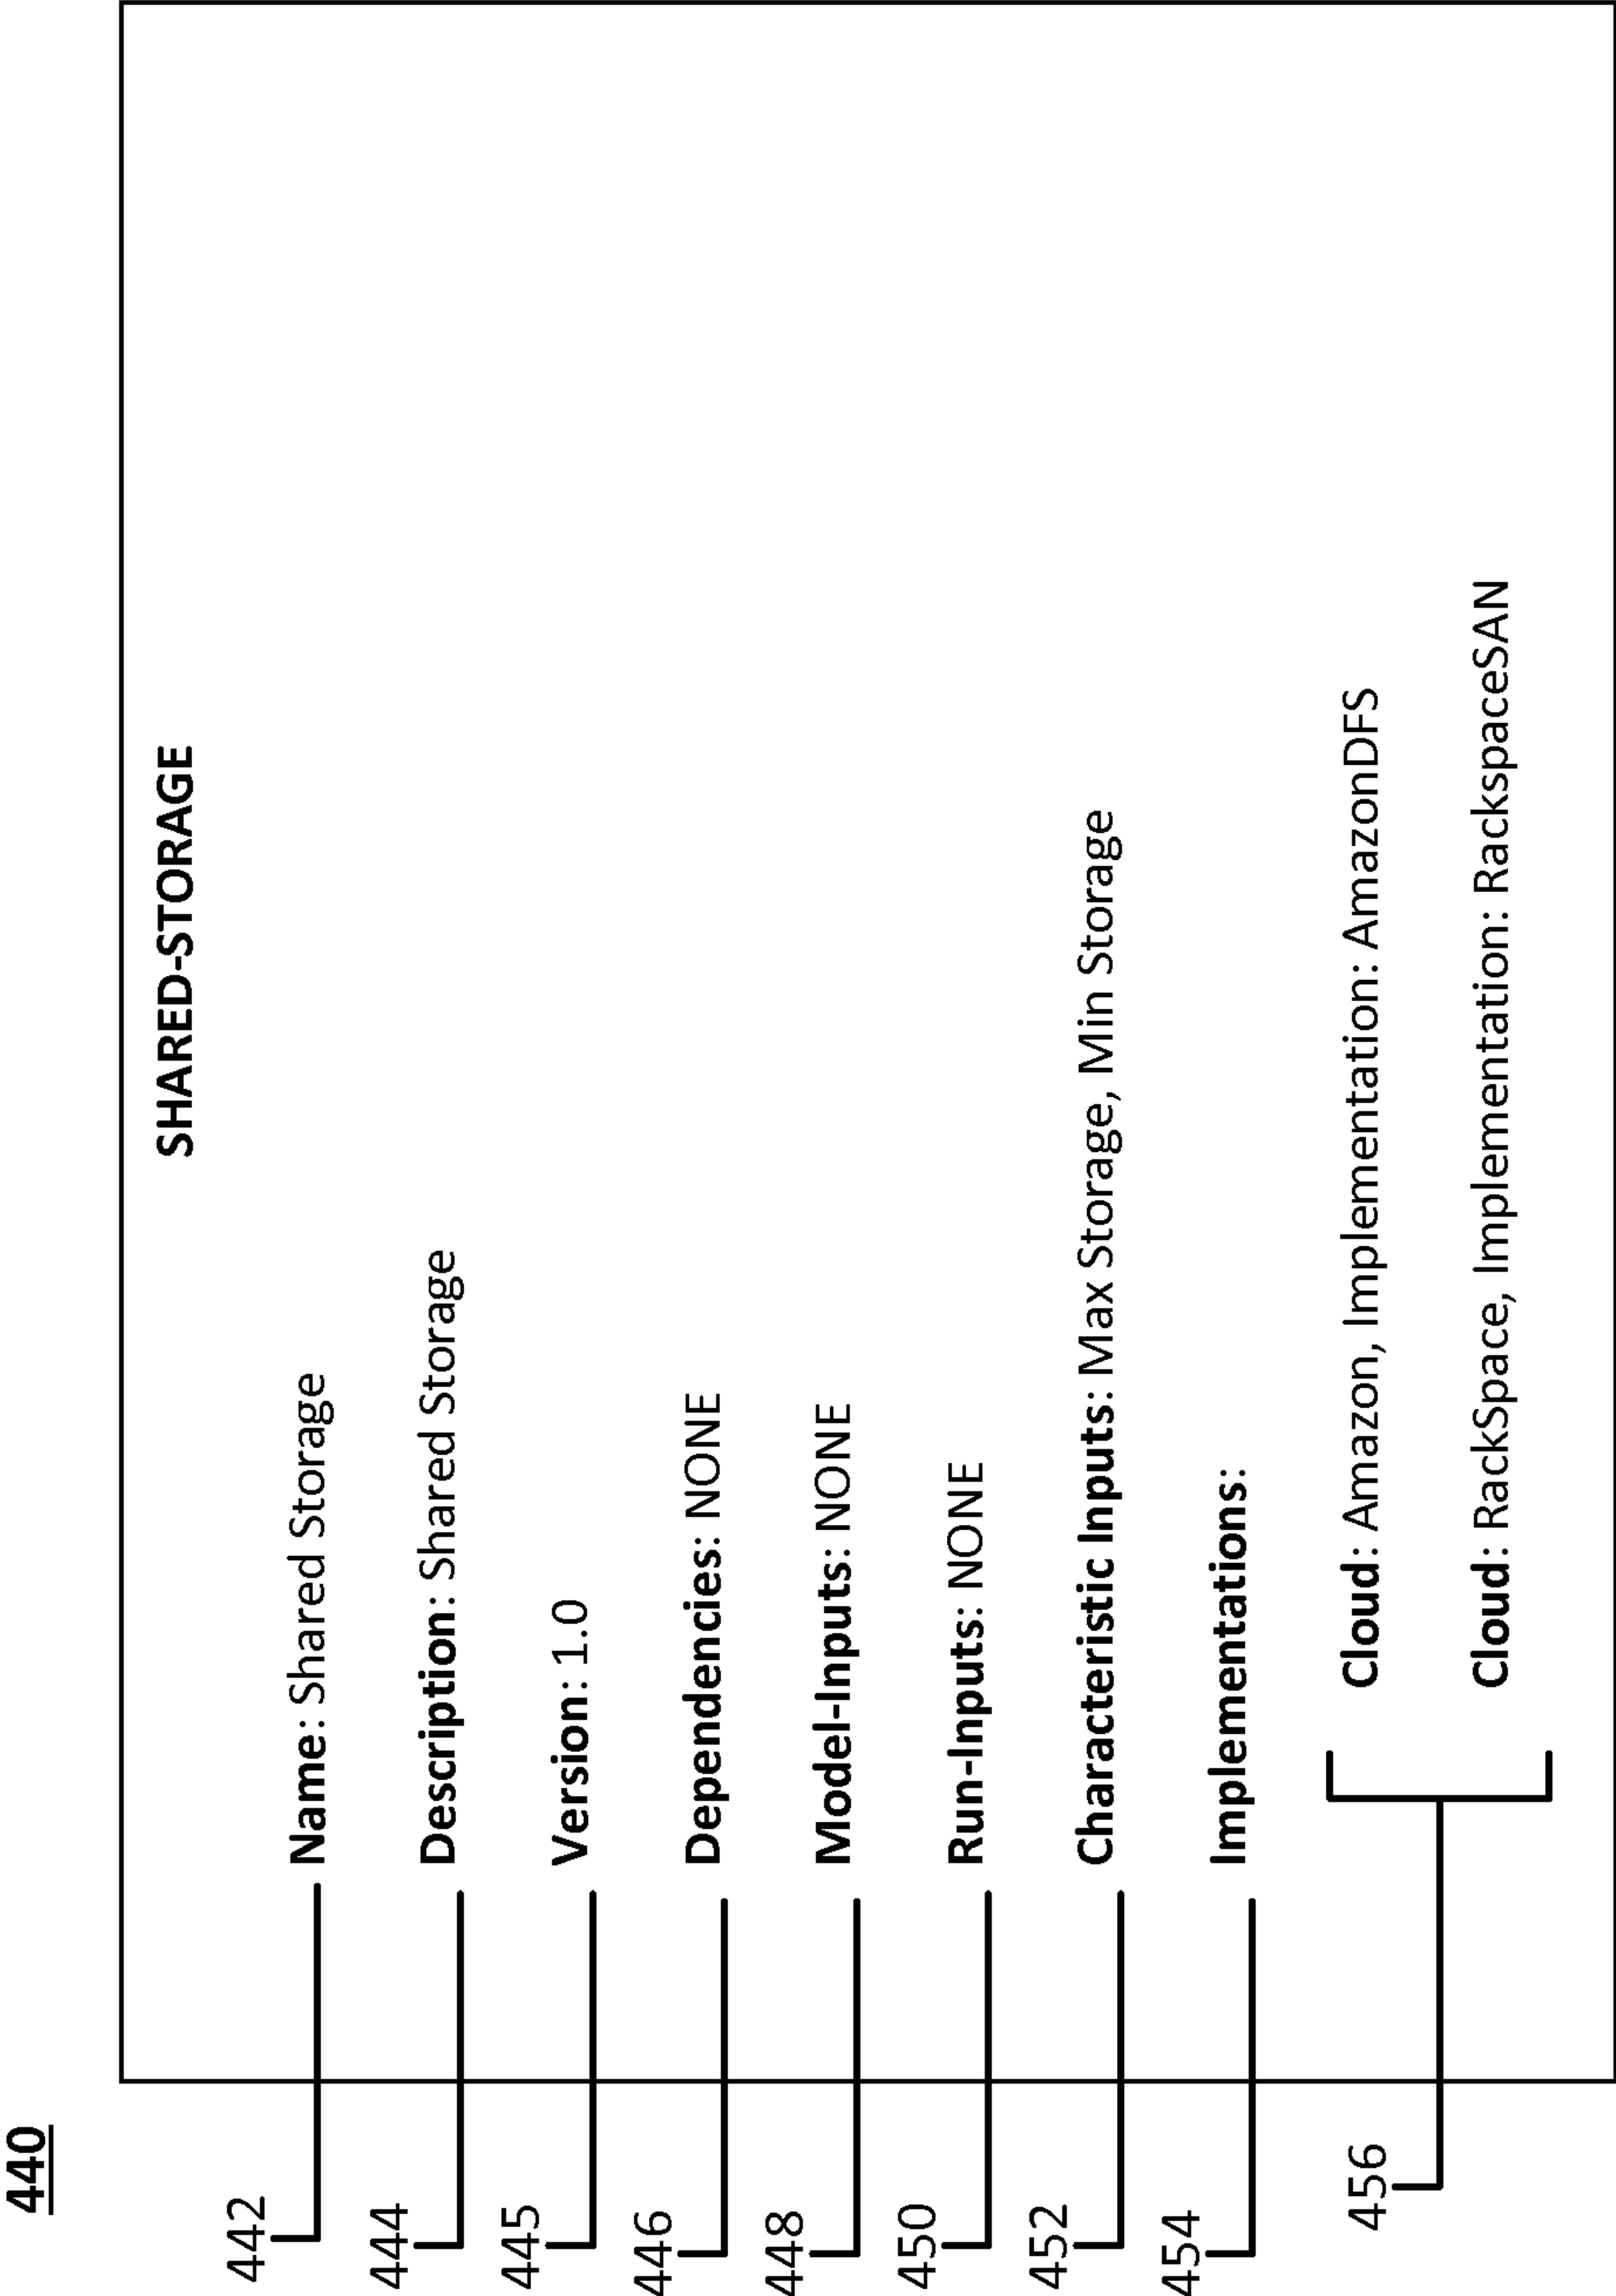 440
SHARED-STORAGE
442 Name: Shared Storage
444 Description: Shared Storage
445 Version: 1.0
446 Dependencies: NONE
448 Model-Inputs: NONE
450 Run-Inputs: NONE
452 Characteristic Inputs: Max Storage, Min Storage
454 Implementations:
456 Cloud: Amazon, Implementation: AmazonDFS
Cloud: RackSpace, Implementation: RackspaceSAN